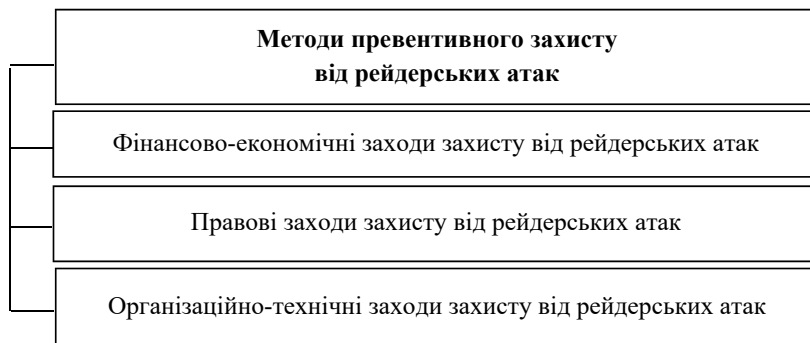 Методи превентивного захисту
від рейдерських атак
Фінансово-економічні заходи захисту від рейдерських атак
Правові заходи захисту від рейдерських атак
Організаційно-технічні заходи захисту від рейдерських атак